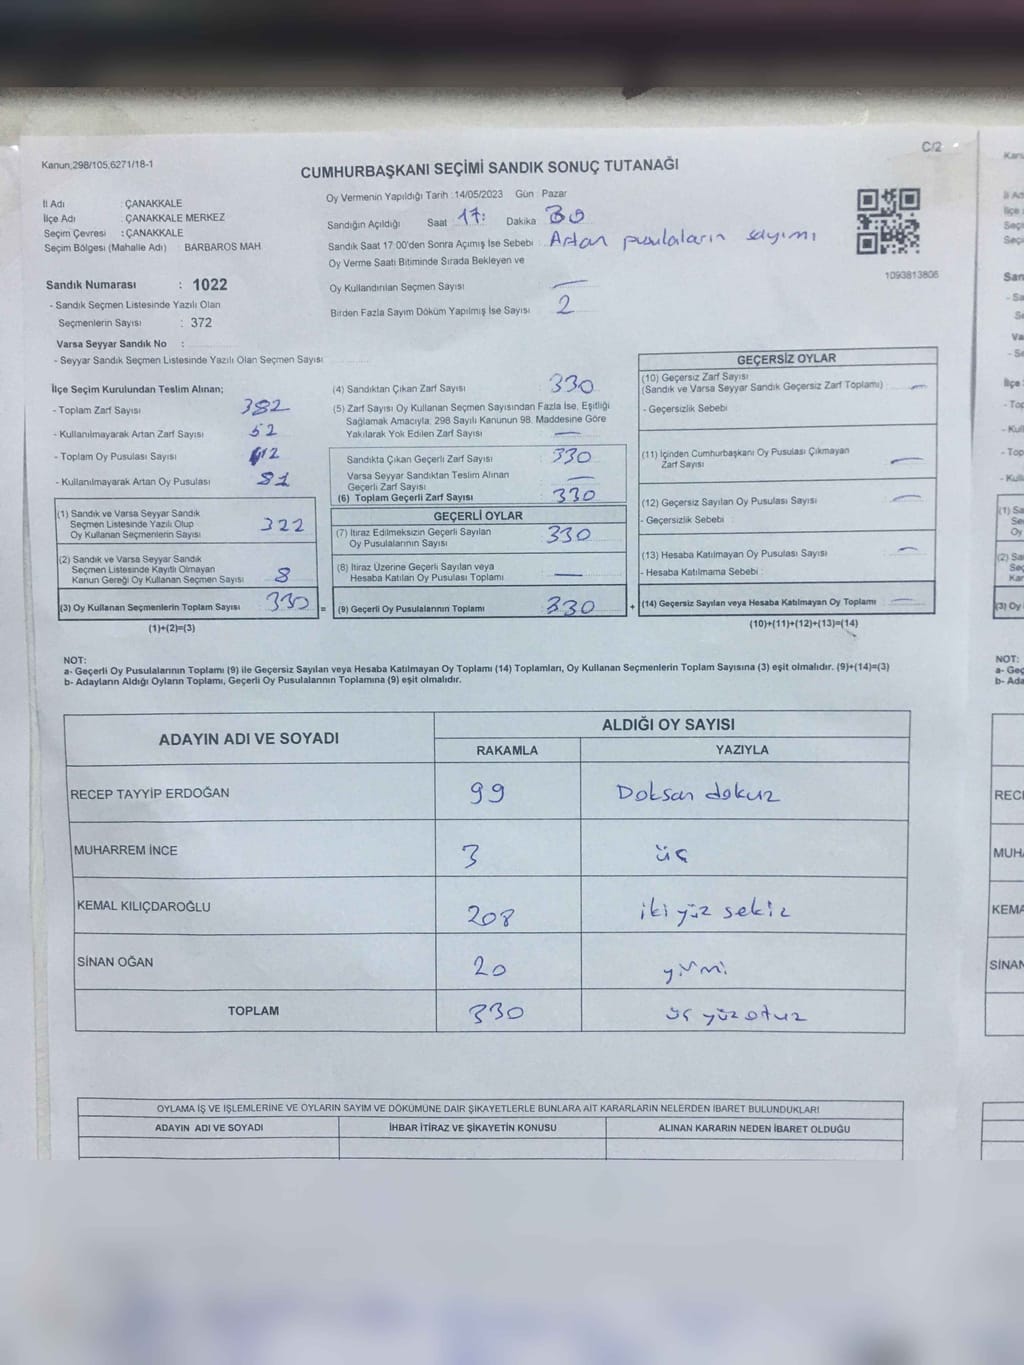 Kanun;298/105,6271/18-1
C/2
CUMHURBAŞKANI SEÇİMİ SANDIK SONUÇ TUTANAĞI
İl Adı : ÇANAKKALE
İlçe Adı : ÇANAKKALE MERKEZ
Seçim Çevresi : ÇANAKKALE
Seçim Bölgesi (Mahalle Adı) : BARBAROS MAH.
Oy Vermenin Yapıldığı Tarih : 14/05/2023 Gün : Pazar
Sandığın Açıldığı Saat 17: Dakika 30
Sandık Saat 17:00'den Sonra Açılmış İse Sebebi : Artan pusulaların sayımı
Oy Verme Saati Bitiminde Sırada Bekleyen ve
Oy Kullandırılan Seçmen Sayısı —
Birden Fazla Sayım Döküm Yapılmış İse Sayısı 2
1093813806
Sandık Numarası : 1022
- Sandık Seçmen Listesinde Yazılı Olan
Seçmenlerin Sayısı : 372
Varsa Seyyar Sandık No :
- Seyyar Sandık Seçmen Listesinde Yazılı Olan Seçmen Sayısı
İlçe Seçim Kurulundan Teslim Alınan;
- Toplam Zarf Sayısı 382
- Kullanılmayarak Artan Zarf Sayısı 52
- Toplam Oy Pusulası Sayısı 12
- Kullanılmayarak Artan Oy Pusulası 81
(1) Sandık ve Varsa Seyyar Sandık
Seçmen Listesinde Yazılı Olup
Oy Kullanan Seçmenlerin Sayısı 322
(2) Sandık ve Varsa Seyyar Sandık
Seçmen Listesinde Kayıtlı Olmayan
Kanun Gereği Oy Kullanan Seçmen Sayısı 8
(3) Oy Kullanan Seçmenlerin Toplam Sayısı 330 =
(1)+(2)=(3)
(4) Sandıktan Çıkan Zarf Sayısı 330
(5) Zarf Sayısı Oy Kullanan Seçmen Sayısından Fazla İse, Eşitliği
Sağlamak Amacıyla; 298 Sayılı Kanunun 98. Maddesine Göre
Yakılarak Yok Edilen Zarf Sayısı —
Sandıkta Çıkan Geçerli Zarf Sayısı 330
Varsa Seyyar Sandıktan Teslim Alınan
Geçerli Zarf Sayısı —
(6) Toplam Geçerli Zarf Sayısı 330
GEÇERLİ OYLAR
(7) İtiraz Edilmeksizin Geçerli Sayılan
Oy Pusulalarının Sayısı 330
(8) İtiraz Üzerine Geçerli Sayılan veya
Hesaba Katılan Oy Pusulası Toplamı —
(9) Geçerli Oy Pusulalarının Toplamı 330 +
GEÇERSİZ OYLAR
(10) Geçersiz Zarf Sayısı
(Sandık ve Varsa Seyyar Sandık Geçersiz Zarf Toplamı) —
- Geçersizlik Sebebi
(11) İçinden Cumhurbaşkanı Oy Pusulası Çıkmayan
Zarf Sayısı —
(12) Geçersiz Sayılan Oy Pusulası Sayısı —
- Geçersizlik Sebebi
(13) Hesaba Katılmayan Oy Pusulası Sayısı —
- Hesaba Katılmama Sebebi :
(14) Geçersiz Sayılan veya Hesaba Katılmayan Oy Toplamı —
(10)+(11)+(12)+(13)=(14)
NOT:
a- Geçerli Oy Pusulalarının Toplamı (9) ile Geçersiz Sayılan veya Hesaba Katılmayan Oy Toplamı (14) Toplamları, Oy Kullanan Seçmenlerin Toplam Sayısına (3) eşit olmalıdır. (9)+(14)=(3)
b- Adayların Aldığı Oyların Toplamı, Geçerli Oy Pusulalarının Toplamına (9) eşit olmalıdır.
ADAYIN ADI VE SOYADI
ALDIĞI OY SAYISI
RAKAMLA YAZIYLA
RECEP TAYYİP ERDOĞAN 99 Doksan dokuz
MUHARREM İNCE 3 üç
KEMAL KILIÇDAROĞLU 208 iki yüz sekiz
SİNAN OĞAN 20 yirmi
TOPLAM 330 üç yüz otuz
OYLAMA İŞ VE İŞLEMLERİNE VE OYLARIN SAYIM VE DÖKÜMÜNE DAİR ŞİKAYETLERLE BUNLARA AİT KARARLARIN NELERDEN İBARET BULUNDUKLARI
ADAYIN ADI VE SOYADI İHBAR İTİRAZ VE ŞİKAYETİN KONUSU ALINAN KARARIN NEDEN İBARET OLDUĞU